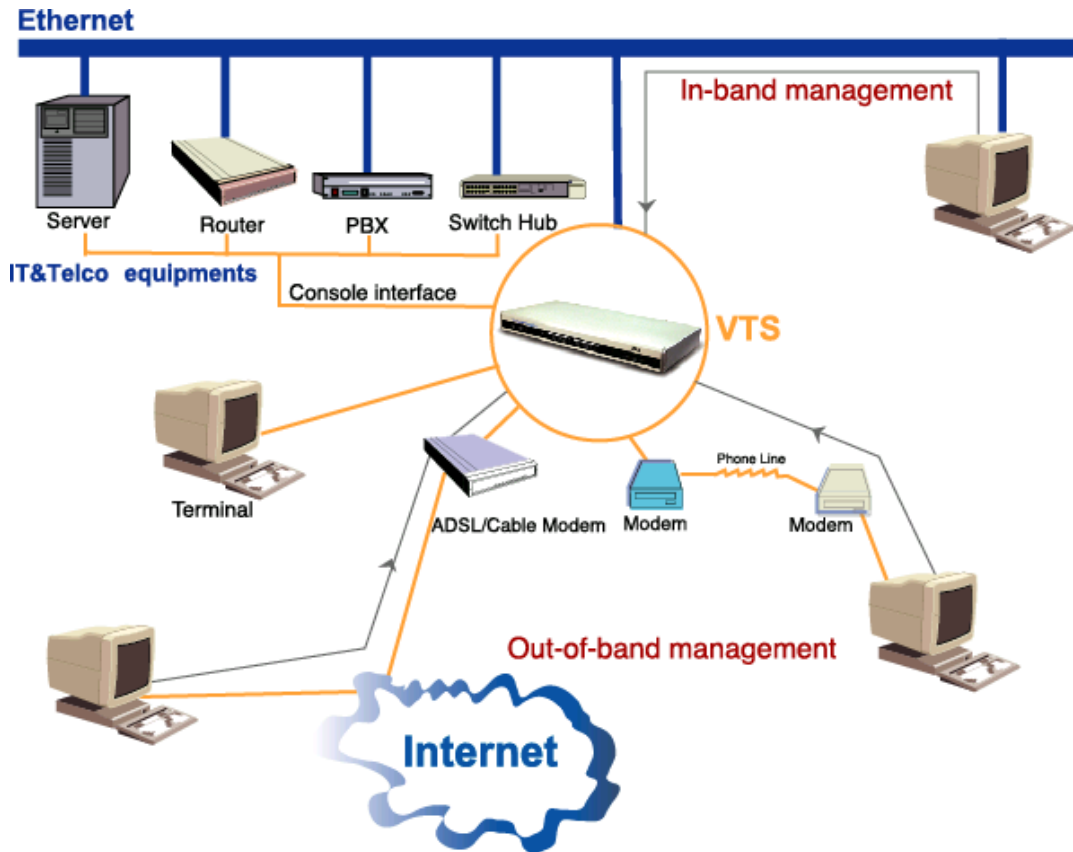 Ethernet
In-band management
Server
Router
PBX
Switch Hub
IT&Telco equipments
Console interface
VTS
Terminal
ADSL/Cable Modem
Modem
Phone Line
Modem
Out-of-band management
Internet